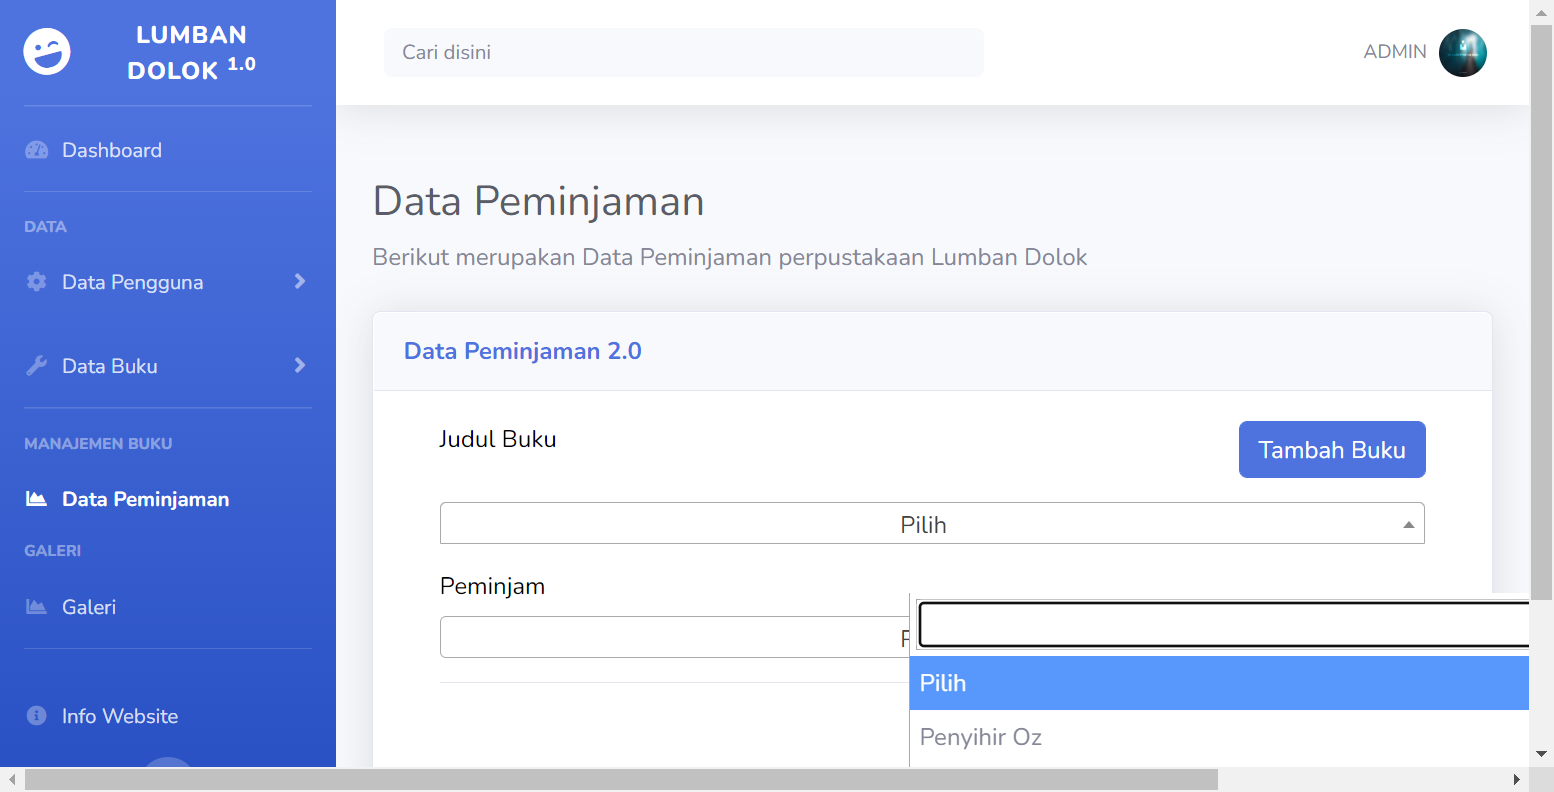 LUMBAN
DOLOK 1.0
Cari disini
ADMIN
Dashboard
DATA
Data Pengguna
Data Buku
MANAJEMEN BUKU
Data Peminjaman
GALERI
Galeri
Info Website
Data Peminjaman
Berikut merupakan Data Peminjaman perpustakaan Lumban Dolok
Data Peminjaman 2.0
Judul Buku
Tambah Buku
Pilih
Peminjam
Pilih
Penyihir Oz